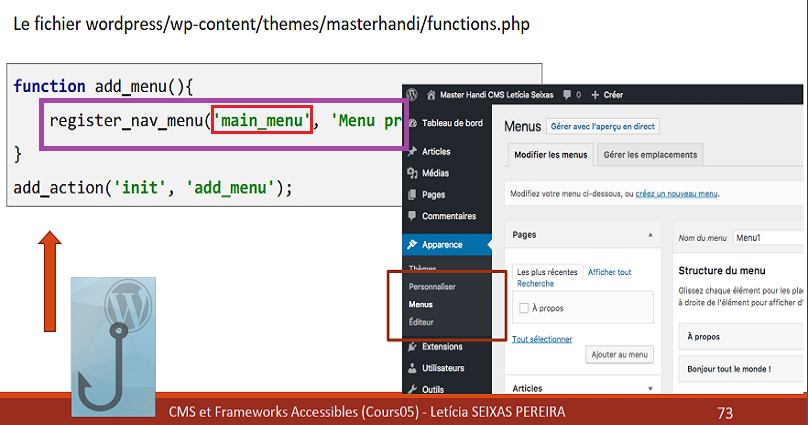 Le fichier wordpress/wp-content/themes/masterhandi/functions.php
function add_menu(){
register_nav_menu('main_menu', 'Menu pr
}
add_action('init', 'add_menu');
Master Handi CMS Letícia Seixas 0 + Créer
Tableau de bord
Articles
Médias
Pages
Commentaires
Apparence
Thèmes
Personnaliser
Menus
Éditeur
Extensions
Utilisateurs
Outils
Menus Gérer avec l'aperçu en direct
Modifier les menus Gérer les emplacements
Modifiez votre menu ci-dessous, ou créez un nouveau menu.
Pages
Les plus récentes Afficher tout
Recherche
À propos
Tout sélectionner
Ajouter au menu
Articles
Nom du menu Menu1
Structure du menu
Glissez chaque élément pour les pla
à droite de l'élément pour afficher d'
À propos
Bonjour tout le monde !
CMS et Frameworks Accessibles (Cours05) - Letícia SEIXAS PEREIRA 73